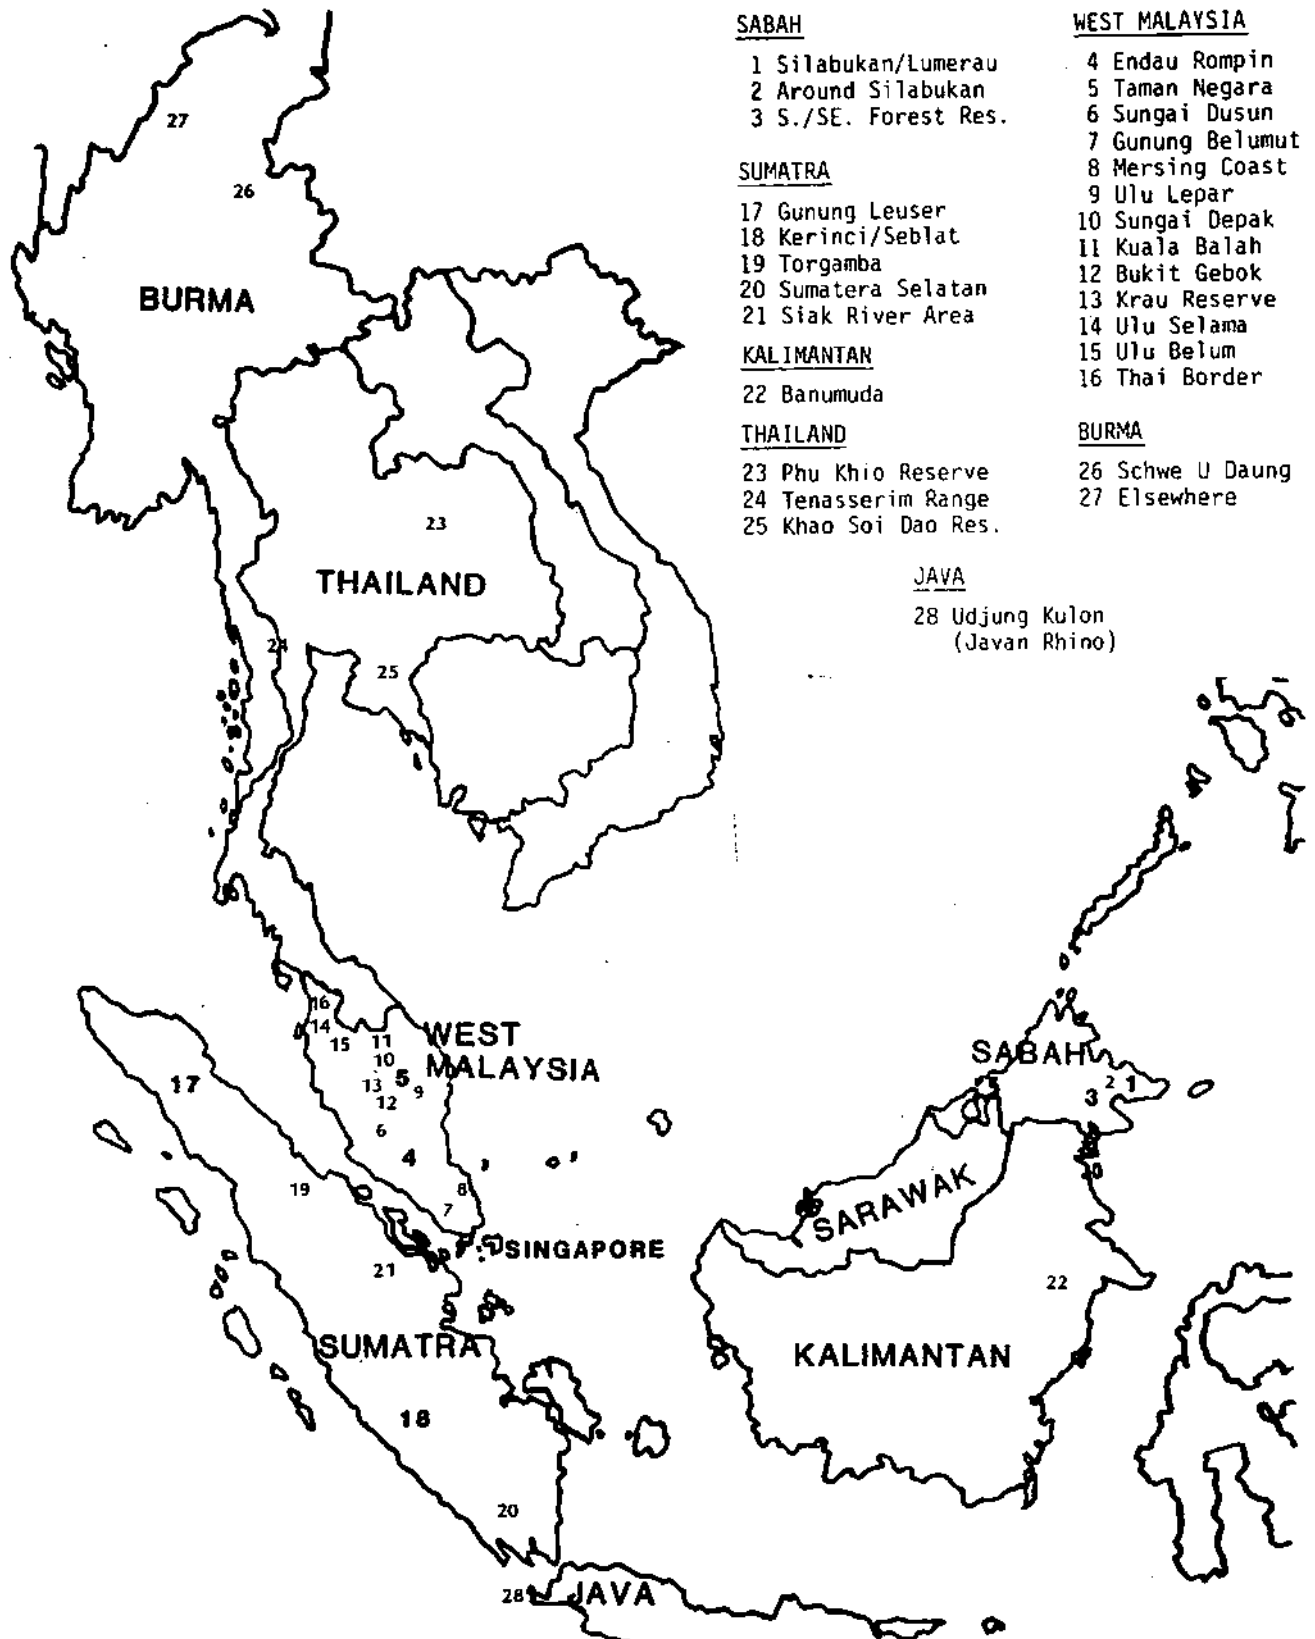 SABAH
1 Silabukan/Lumerau
2 Around Silabukan
3 S./SE. Forest Res.
SUMATRA
17 Gunung Leuser
18 Kerinci/Seblat
19 Torgamba
20 Sumatera Selatan
21 Siak River Area
KALIMANTAN
22 Banumuda
THAILAND
23 Phu Khio Reserve
24 Tenasserim Range
25 Khao Soi Dao Res.
WEST MALAYSIA
4 Endau Rompin
5 Taman Negara
6 Sungai Dusun
7 Gunung Belumut
8 Mersing Coast
9 Ulu Lepar
10 Sungai Depak
11 Kuala Balah
12 Bukit Gebok
13 Krau Reserve
14 Ulu Selama
15 Ulu Belum
16 Thai Border
BURMA
26 Schwe U Daung
27 Elsewhere
JAVA
28 Udjung Kulon
(Javan Rhino)
27
26
BURMA
23
THAILAND
24
25
16
14
15
11
WEST
MALAYSIA
10
13
5
9
12
6
4
8
7
SINGAPORE
17
19
21
SUMATRA
18
20
28
JAVA
SABAH
3
2
1
SARAWAK
22
KALIMANTAN